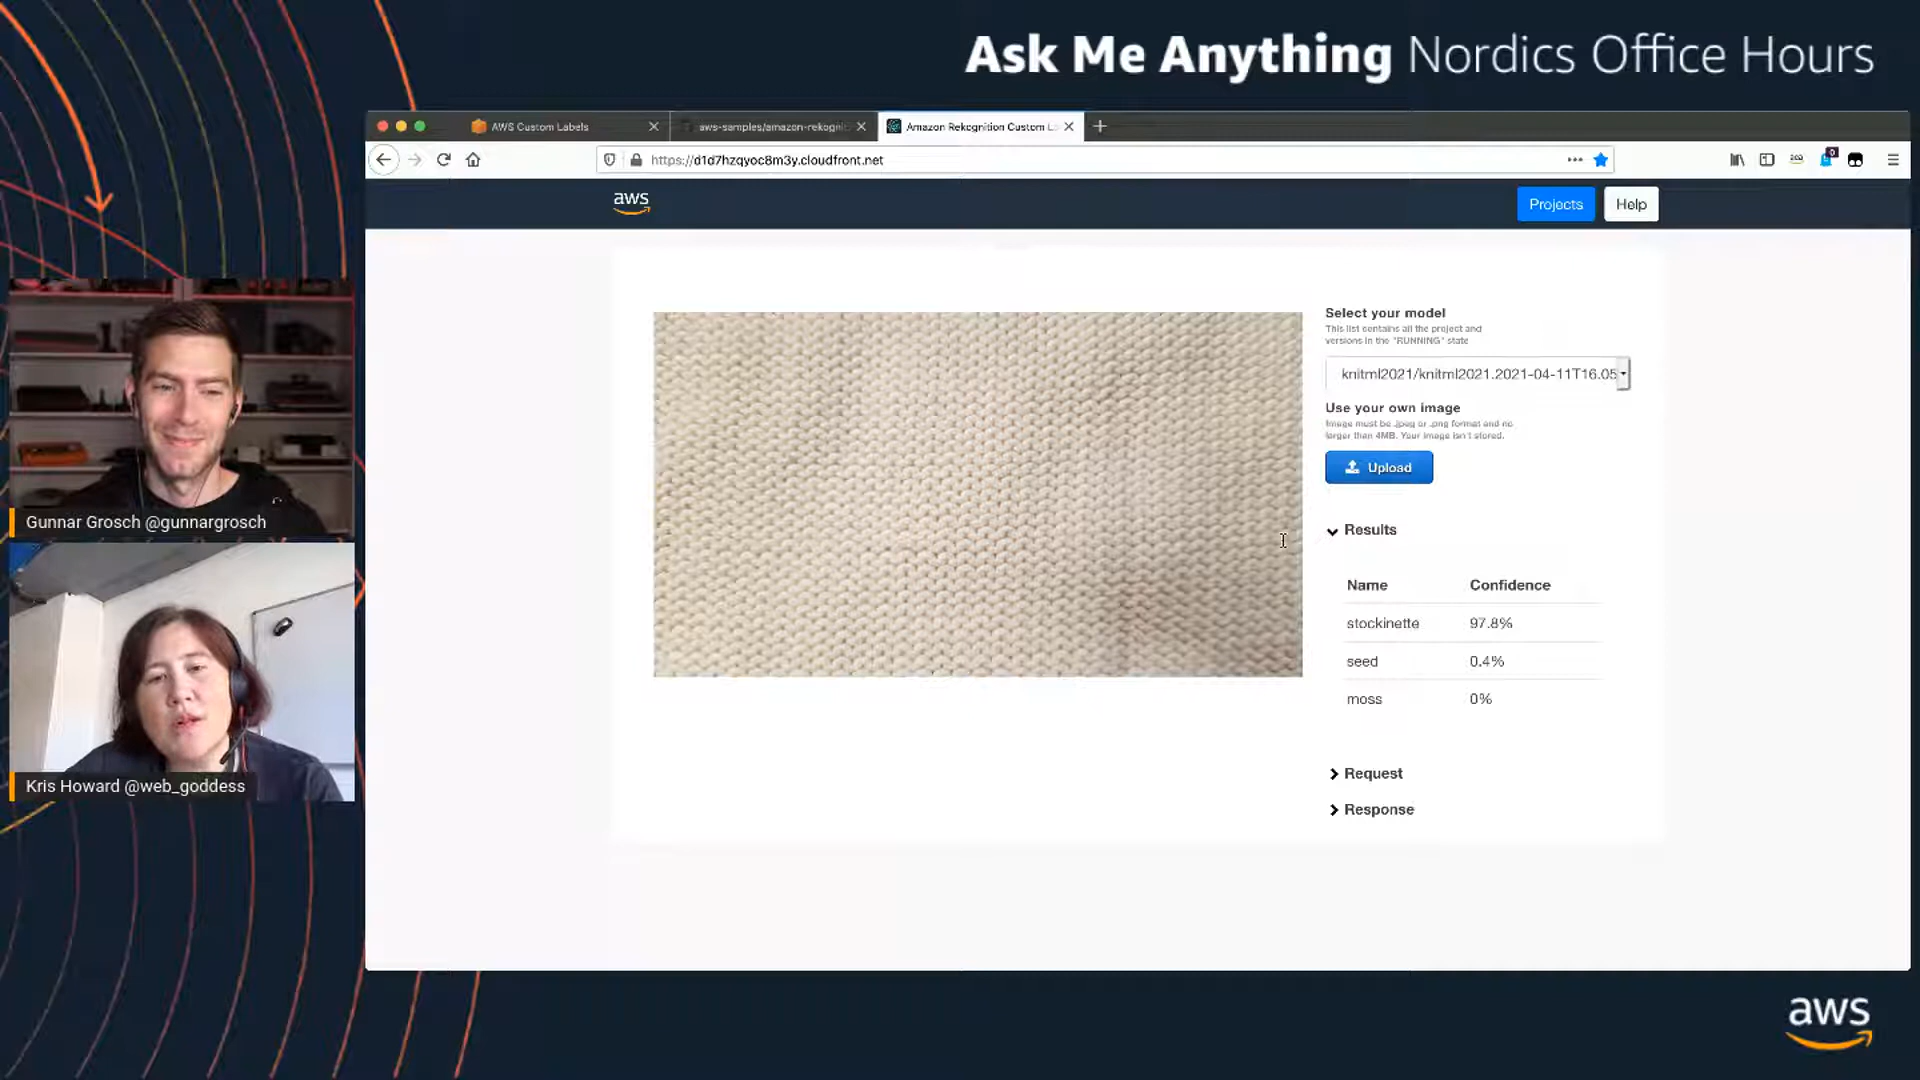 Ask Me Anything Nordics Office Hours
AWS Custom Labels
aws-samples/amazon-rekognic
Amazon Rekognition Custom L
https://d1d7hzqyoc8m3y.cloudfront.net
aws
Projects
Help
Select your model
This list contains all the project and
versions in the "RUNNING" state
knitml2021/knitml2021.2021-04-11T16.05
Use your own image
Image must be .jpeg or .png format and no
larger than 4MB. Your image isn't stored.
Upload
Results
Name Confidence
stockinette 97.8%
seed 0.4%
moss 0%
Request
Response
Gunnar Grosch @gunnargrosch
Kris Howard @web_goddess
aws